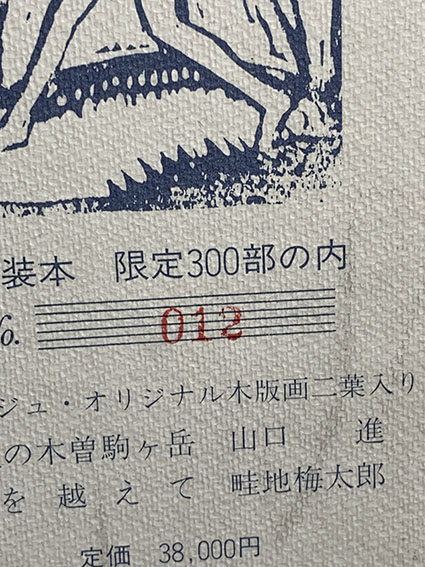 装本　限定300部の内
6. 012
ジュ・オリジナル木版画二葉入り
の木曽駒ヶ岳　山口　進
を越えて　畦地梅太郎
定価　38,000円